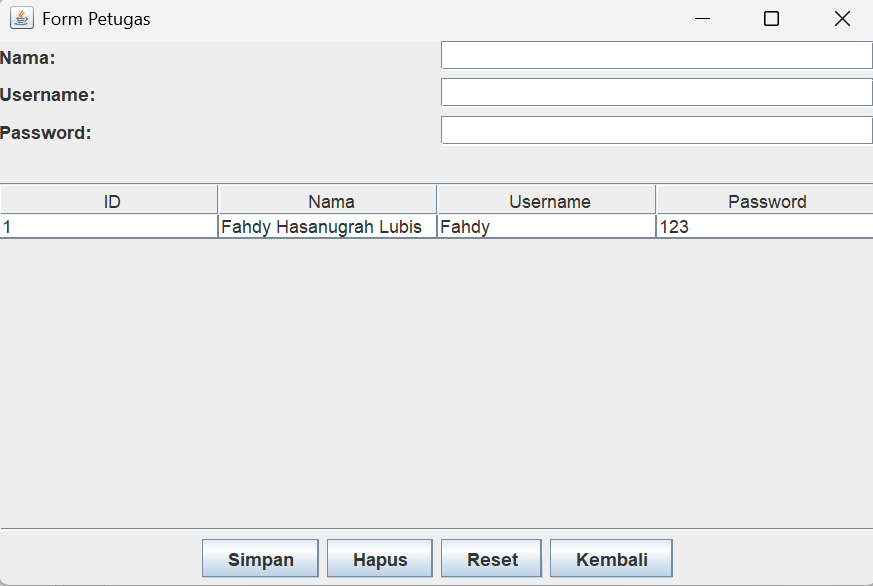 Form Petugas
Nama:
Username:
Password:
ID Nama Username Password
1 Fahdy Hasanugrah Lubis Fahdy 123
Simpan Hapus Reset Kembali